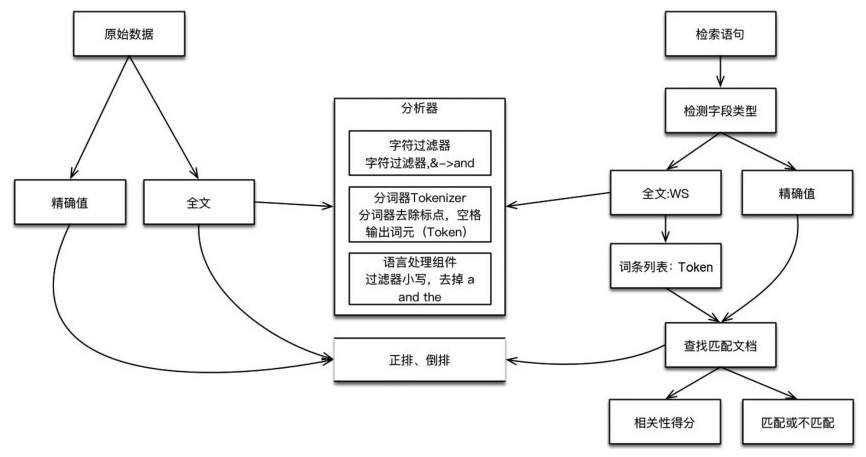 原始数据
检索语句
分析器
检测字段类型
字符过滤器
字符过滤器,&->and
精确值
全文
分词器Tokenizer
分词器去除标点，空格
输出词元（Token）
全文:WS
精确值
语言处理组件
过滤器小写，去掉 a
and the
词条列表：Token
正排、倒排
查找匹配文档
相关性得分
匹配或不匹配